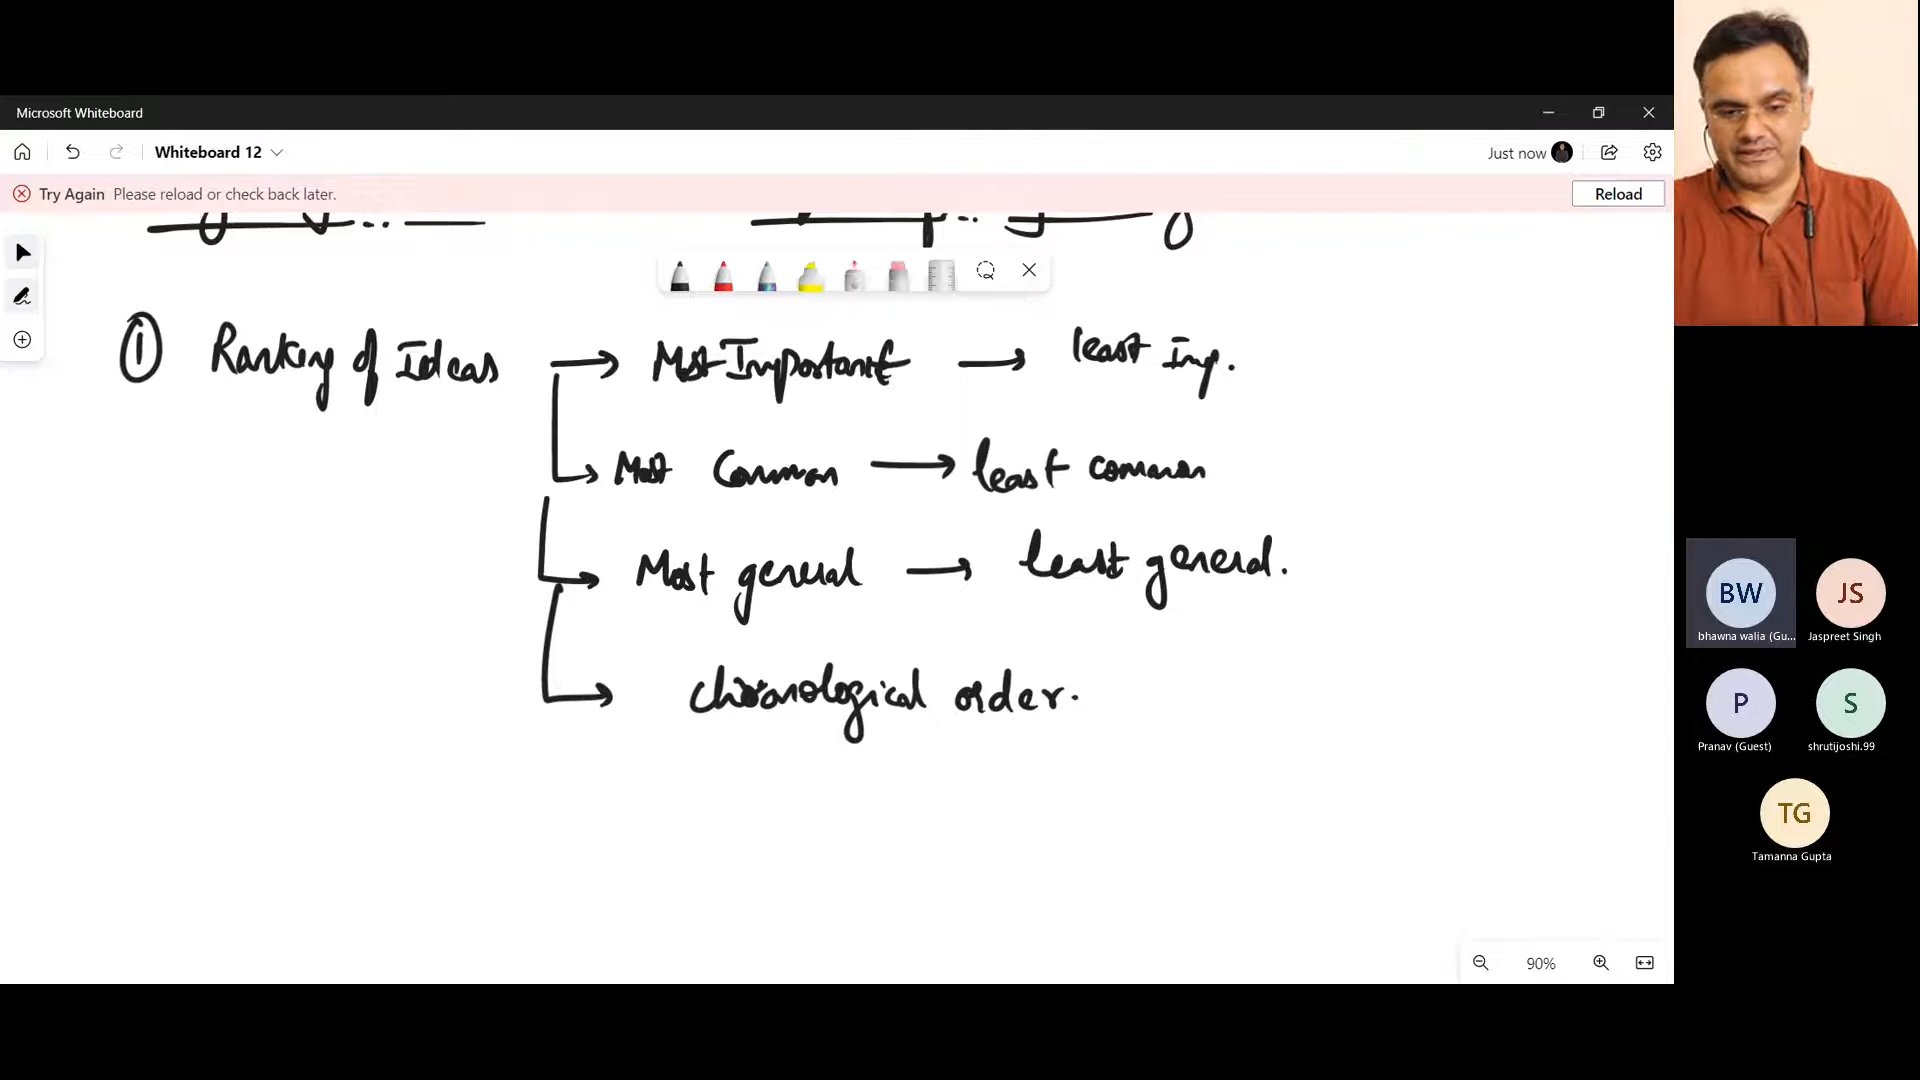 Microsoft Whiteboard
Whiteboard 12
Just now
Try Again Please reload or check back later.
Reload
① Ranking of Ideas → Most Important → least Imp.
→ Most Common → least common
→ Most general → least general.
→ chronological order.
BW
bhawna walia (Gu...
JS
Jaspreet Singh
P
Pranav (Guest)
S
shrutijoshi.99
TG
Tamanna Gupta
90%